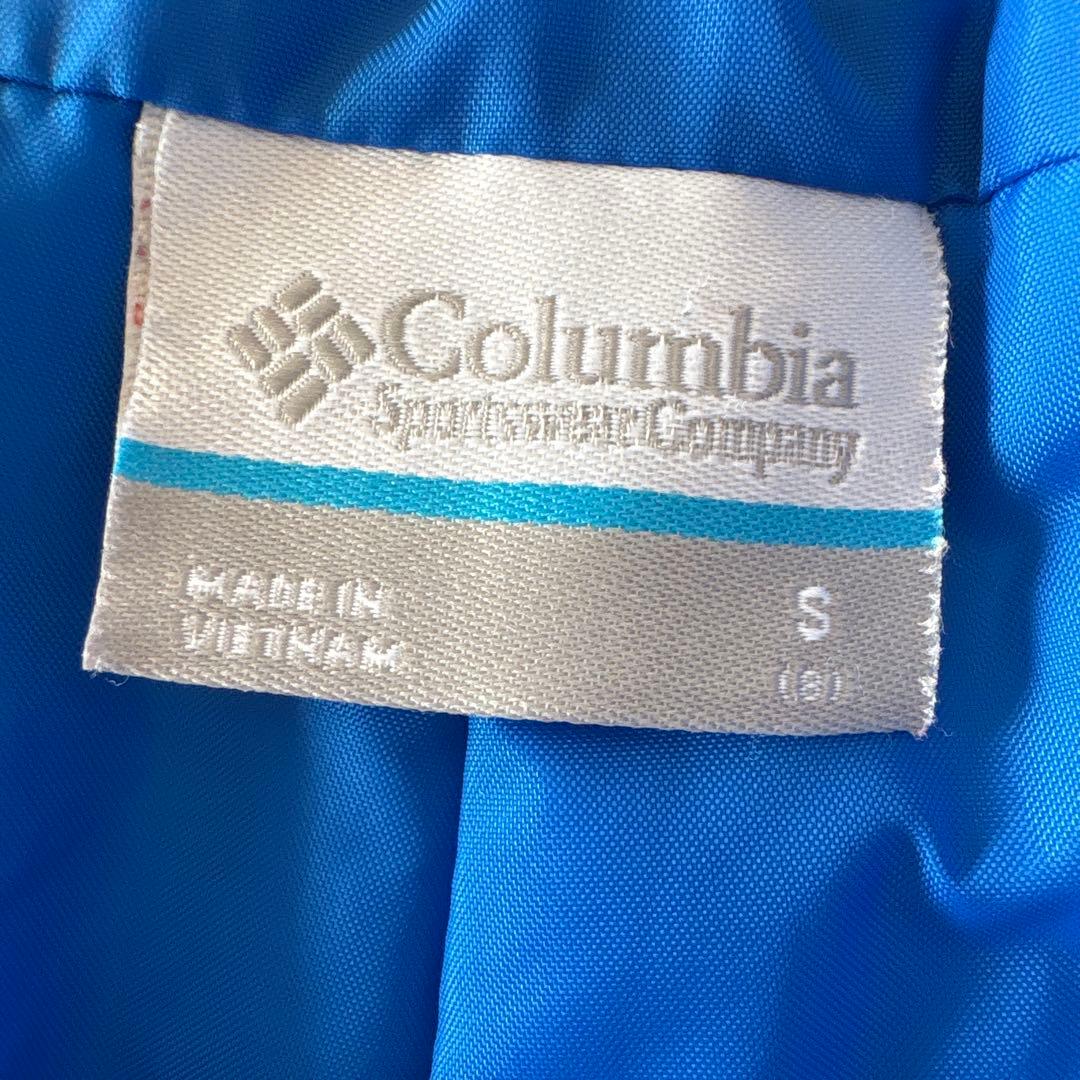 Columbia
Sportswear Company
MADE IN
VIETNAM
S
(8)